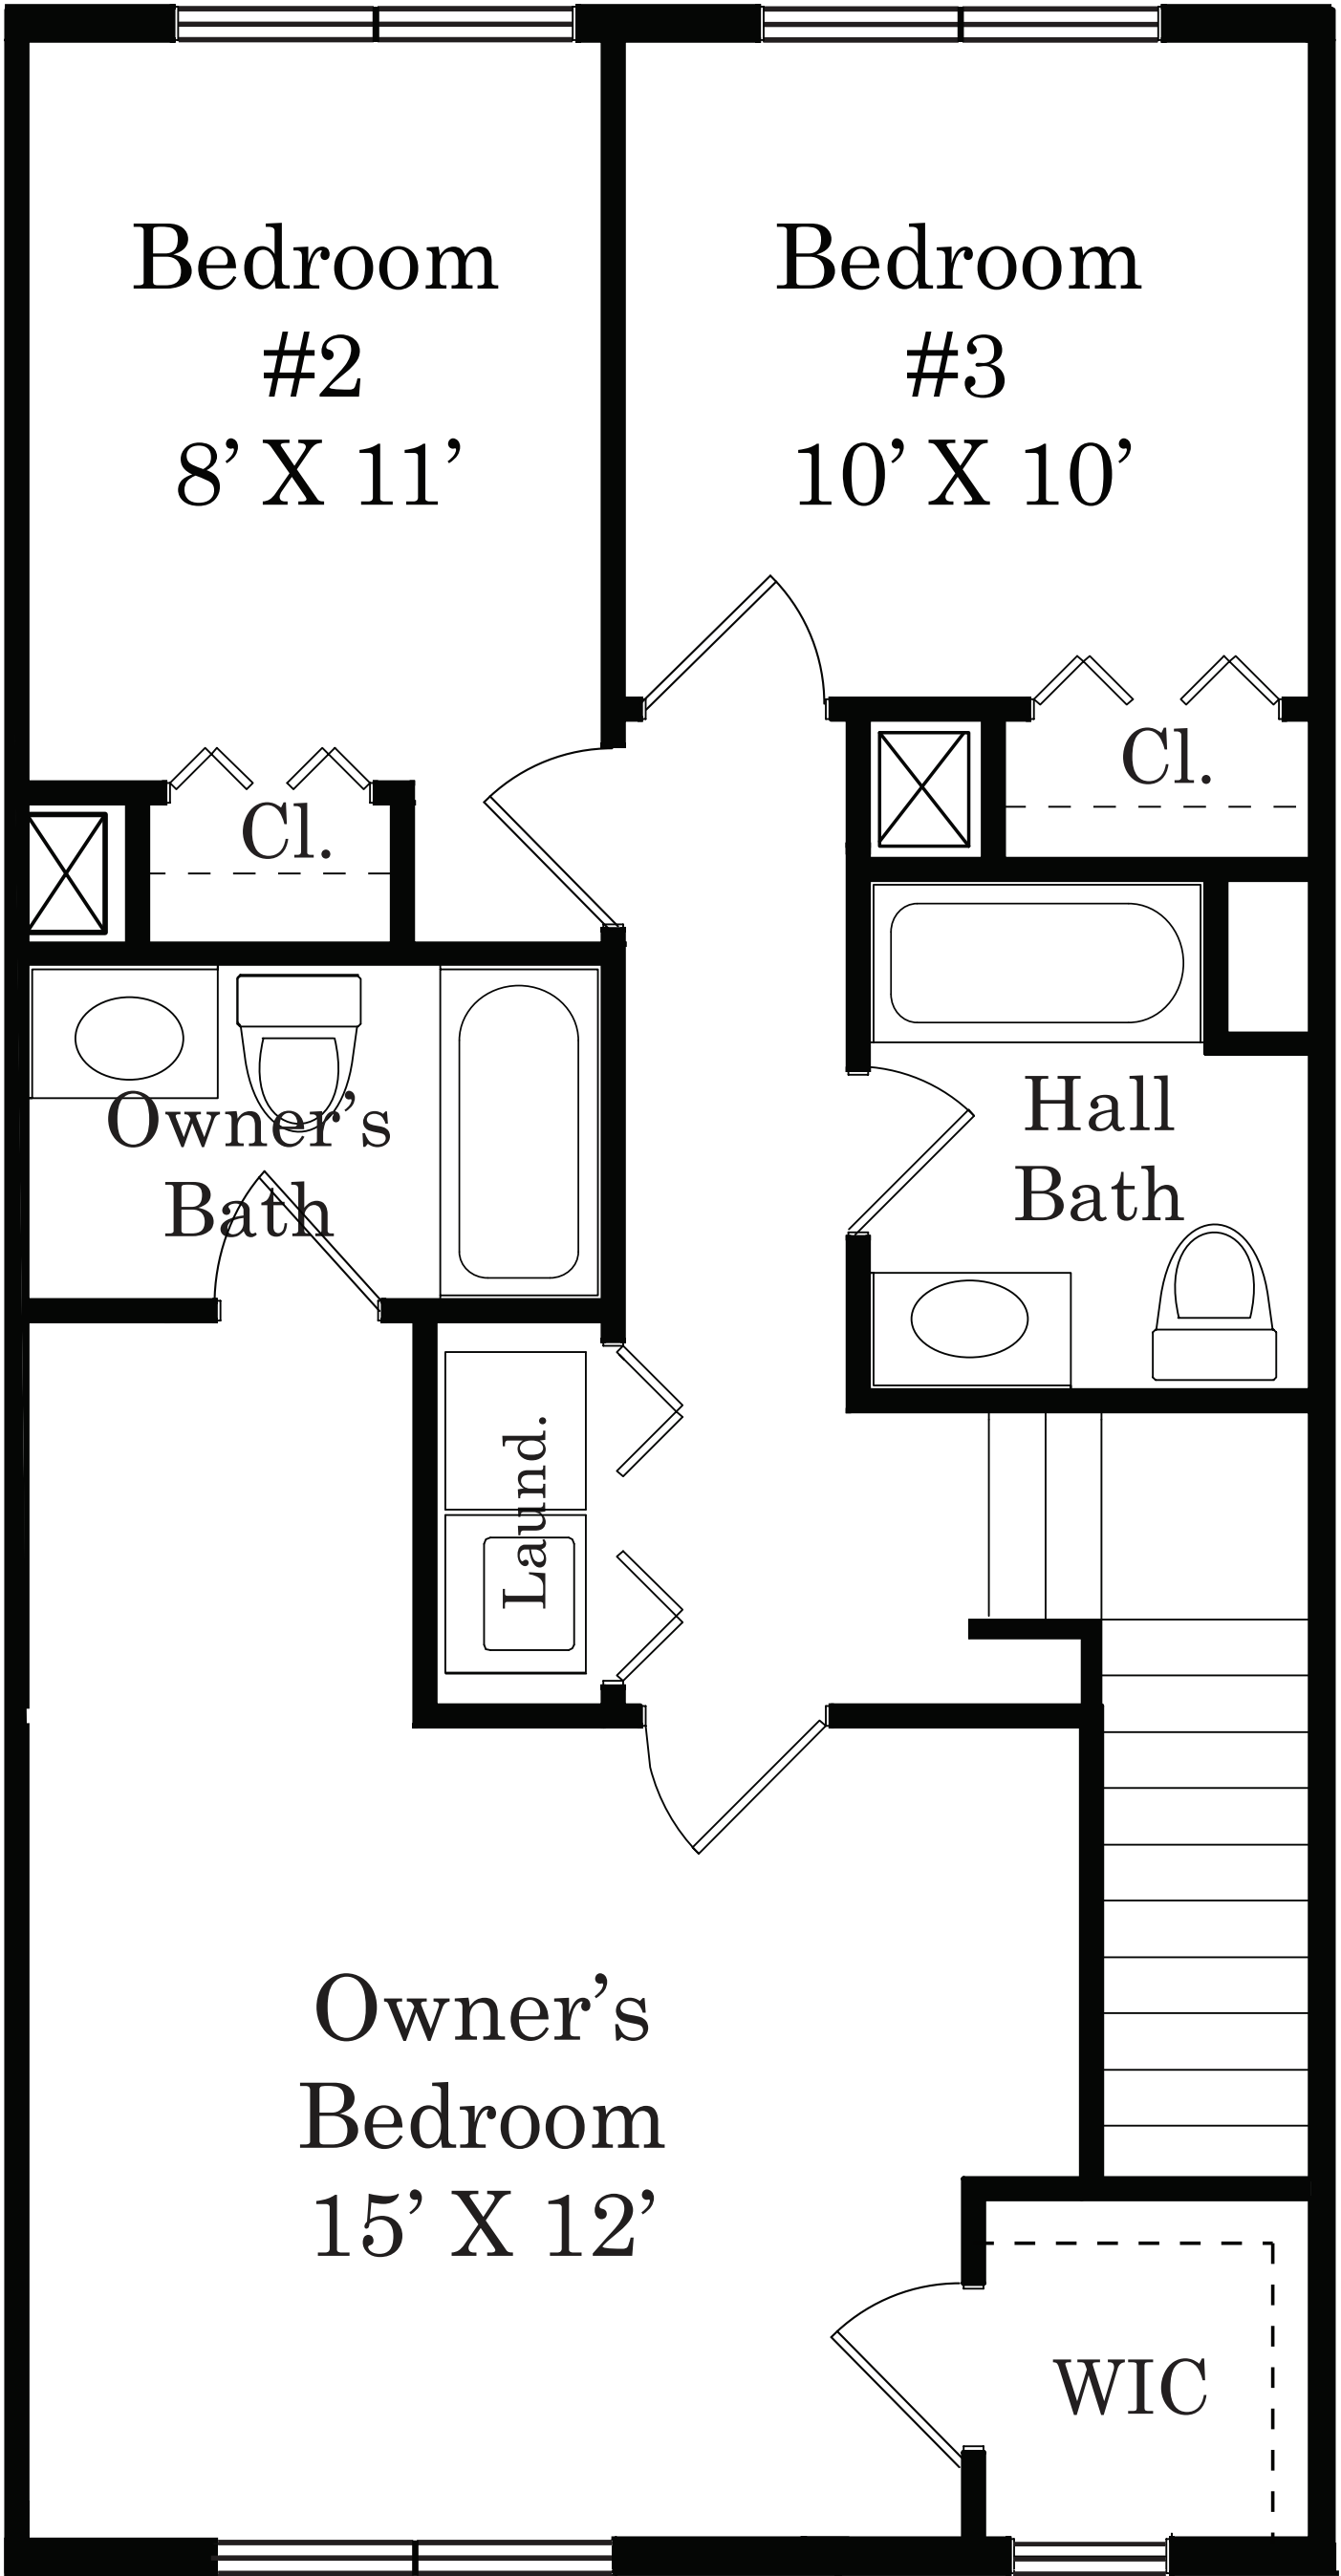 Bedroom
#2
8’ X 11’
Bedroom
#3
10’ X 10’
Cl.
Cl.
Owner’s
Bath
Hall
Bath
Laund.
Owner’s
Bedroom
15’ X 12’
WIC